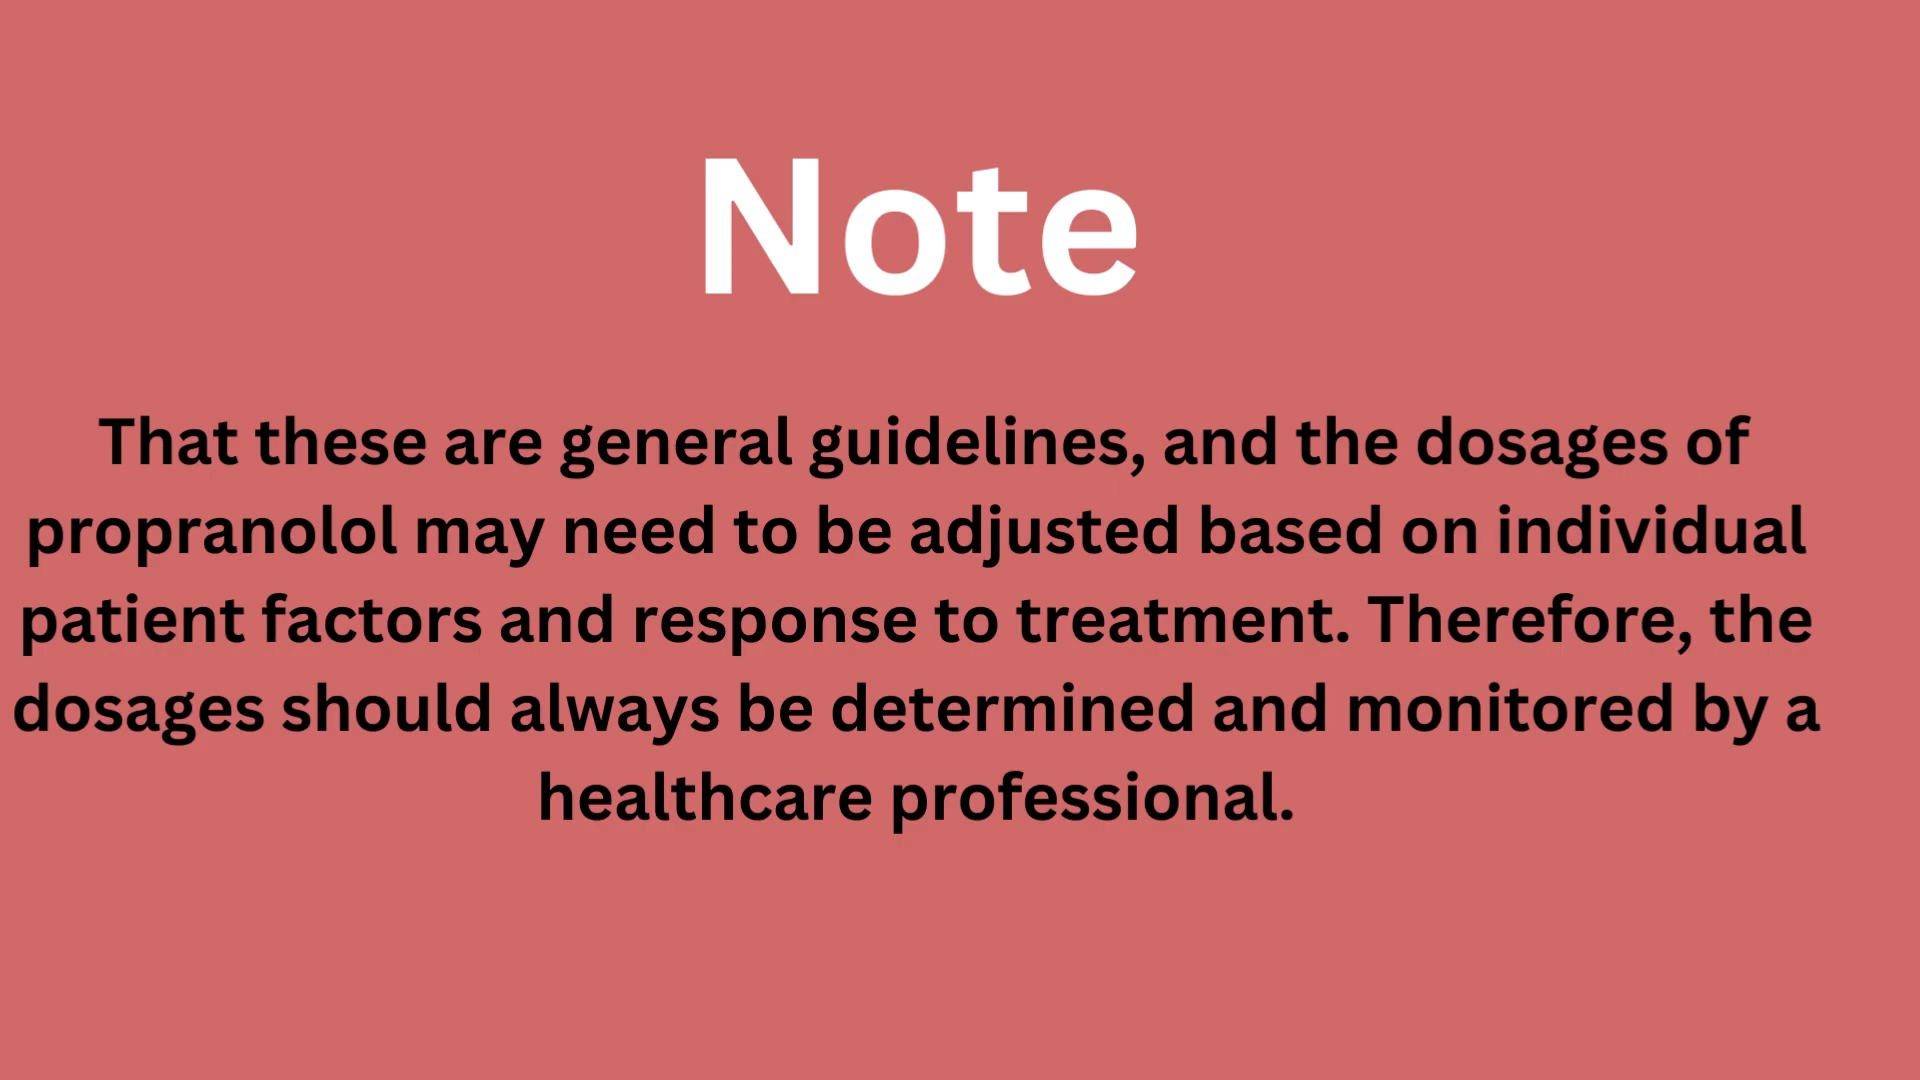 Note
That these are general guidelines, and the dosages of
propranolol may need to be adjusted based on individual
patient factors and response to treatment. Therefore, the
dosages should always be determined and monitored by a
healthcare professional.